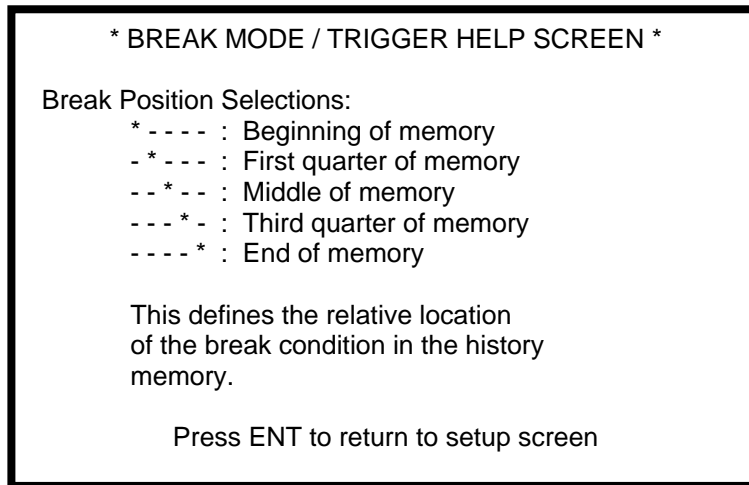 * BREAK MODE / TRIGGER HELP SCREEN *
Break Position Selections:
* - - - - : Beginning of memory
- * - - - : First quarter of memory
- - * - - : Middle of memory
- - - * - : Third quarter of memory
- - - - * : End of memory
This defines the relative location
of the break condition in the history
memory.
Press ENT to return to setup screen